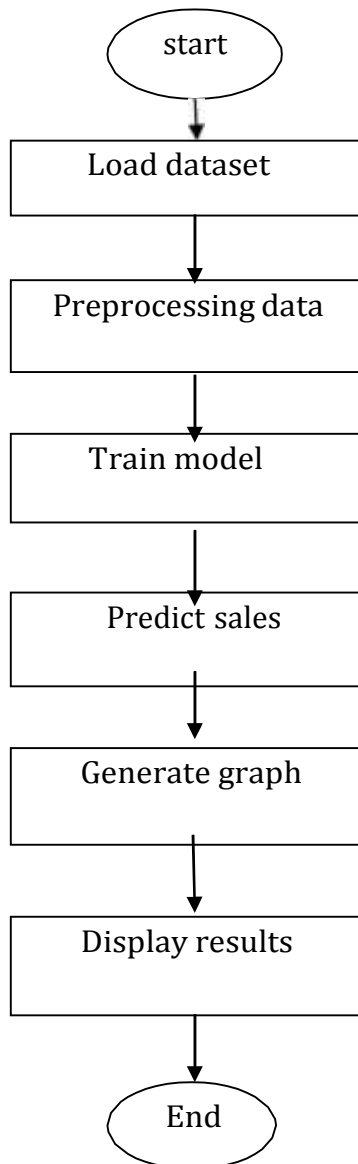 start
Load dataset
Preprocessing data
Train model
Predict sales
Generate graph
Display results
End